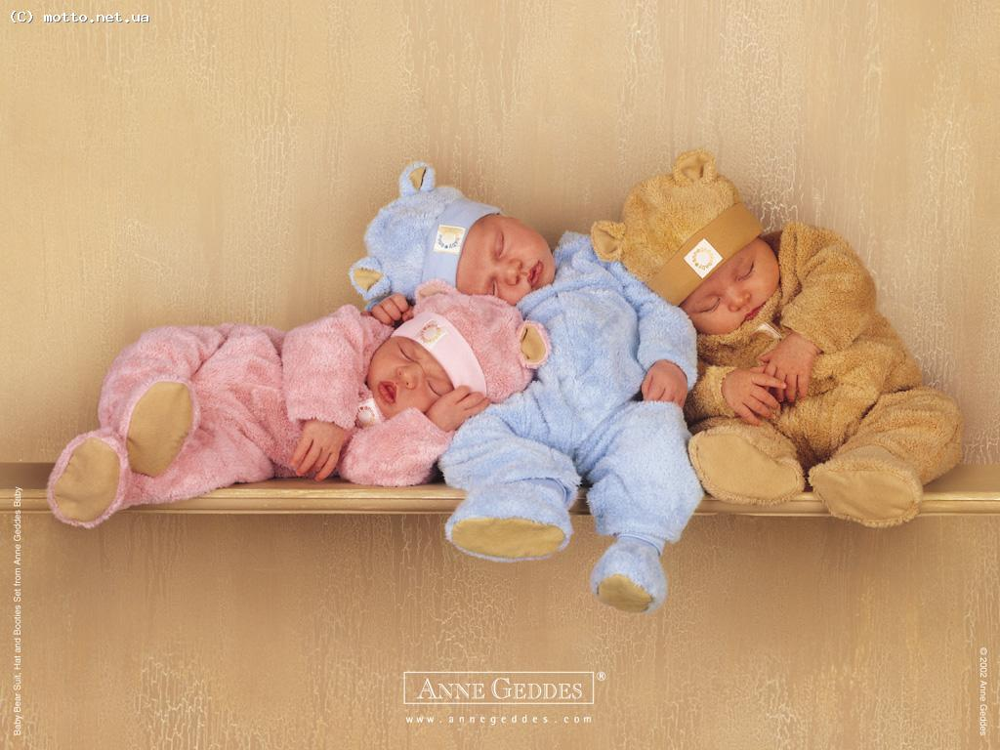 (C) motto.net.ua
Baby Bear Suit, Hat and Booties Set from Anne Geddes Baby
ANNE GEDDES®
www.annegeddes.com
© 2002 Anne Geddes